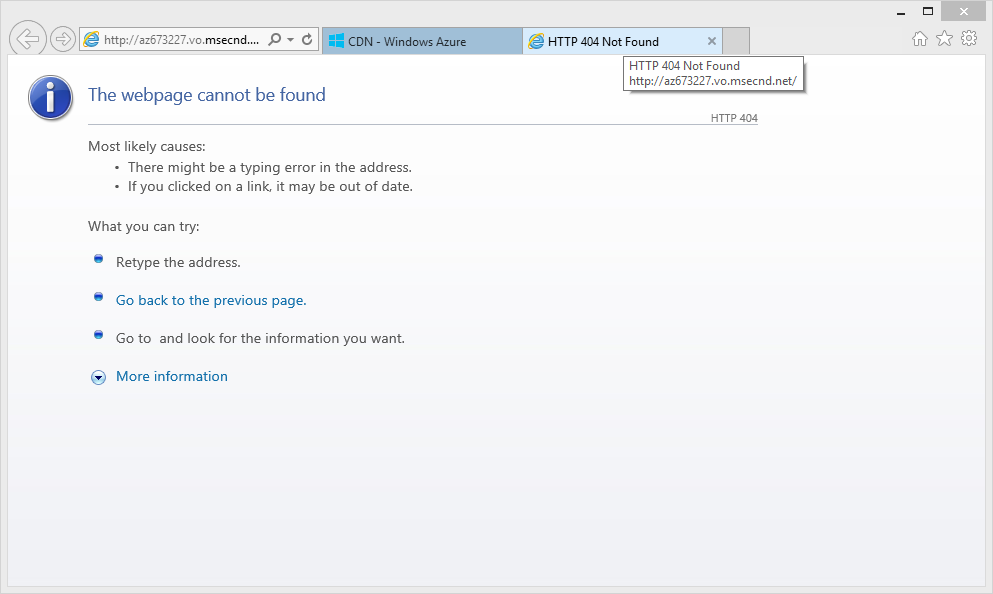 http://az673227.vo.msecnd....
CDN - Windows Azure
HTTP 404 Not Found
HTTP 404 Not Found
http://az673227.vo.msecnd.net/
The webpage cannot be found
HTTP 404
Most likely causes:
• There might be a typing error in the address.
• If you clicked on a link, it may be out of date.
What you can try:
Retype the address.
Go back to the previous page.
Go to  and look for the information you want.
More information